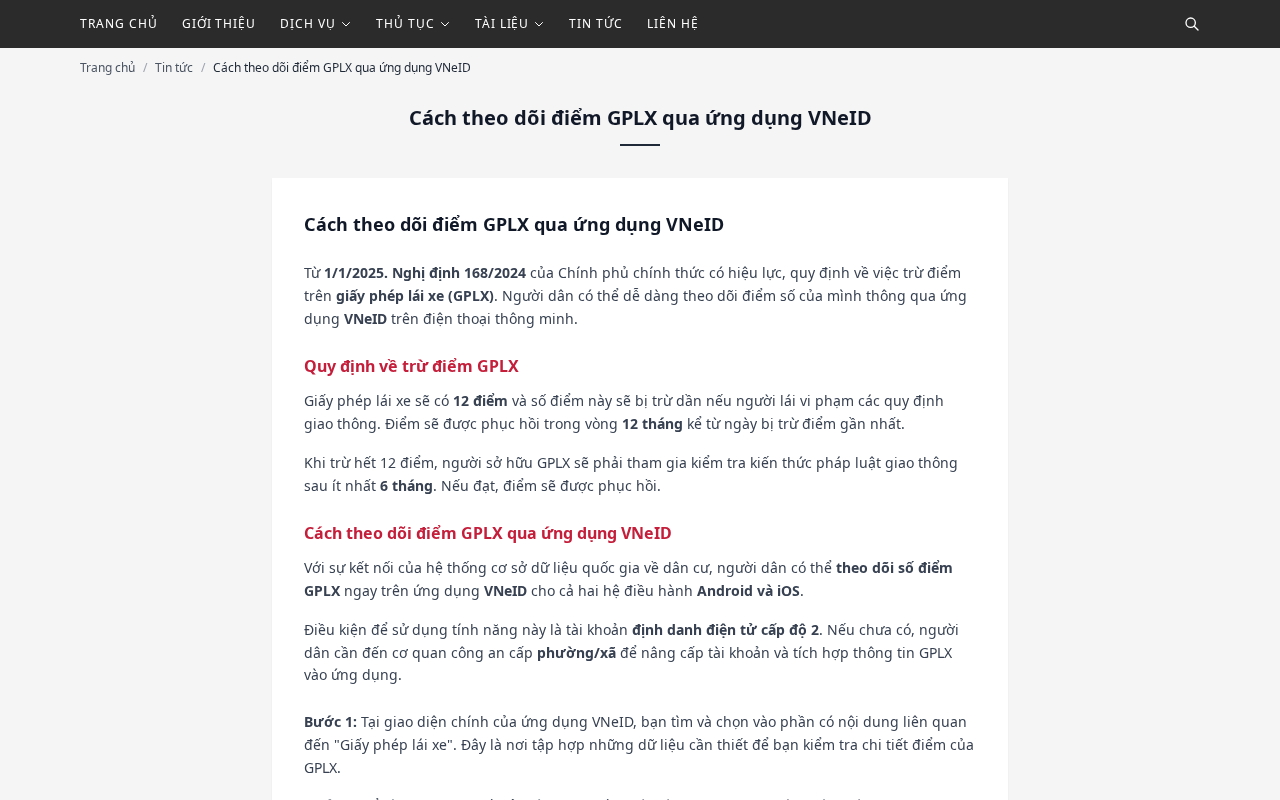 TRANG CHỦ GIỚI THIỆU DỊCH VỤ THỦ TỤC TÀI LIỆU TIN TỨC LIÊN HỆ
Trang chủ / Tin tức / Cách theo dõi điểm GPLX qua ứng dụng VNeID
Cách theo dõi điểm GPLX qua ứng dụng VNeID
Cách theo dõi điểm GPLX qua ứng dụng VNeID
Từ 1/1/2025. Nghị định 168/2024 của Chính phủ chính thức có hiệu lực, quy định về việc trừ điểm
trên giấy phép lái xe (GPLX). Người dân có thể dễ dàng theo dõi điểm số của mình thông qua ứng
dụng VNeID trên điện thoại thông minh.
Quy định về trừ điểm GPLX
Giấy phép lái xe sẽ có 12 điểm và số điểm này sẽ bị trừ dần nếu người lái vi phạm các quy định
giao thông. Điểm sẽ được phục hồi trong vòng 12 tháng kể từ ngày bị trừ điểm gần nhất.
Khi trừ hết 12 điểm, người sở hữu GPLX sẽ phải tham gia kiểm tra kiến thức pháp luật giao thông
sau ít nhất 6 tháng. Nếu đạt, điểm sẽ được phục hồi.
Cách theo dõi điểm GPLX qua ứng dụng VNeID
Với sự kết nối của hệ thống cơ sở dữ liệu quốc gia về dân cư, người dân có thể theo dõi số điểm
GPLX ngay trên ứng dụng VNeID cho cả hai hệ điều hành Android và iOS.
Điều kiện để sử dụng tính năng này là tài khoản định danh điện tử cấp độ 2. Nếu chưa có, người
dân cần đến cơ quan công an cấp phường/xã để nâng cấp tài khoản và tích hợp thông tin GPLX
vào ứng dụng.
Bước 1: Tại giao diện chính của ứng dụng VNeID, bạn tìm và chọn vào phần có nội dung liên quan
đến "Giấy phép lái xe". Đây là nơi tập hợp những dữ liệu cần thiết để bạn kiểm tra chi tiết điểm của
GPLX.